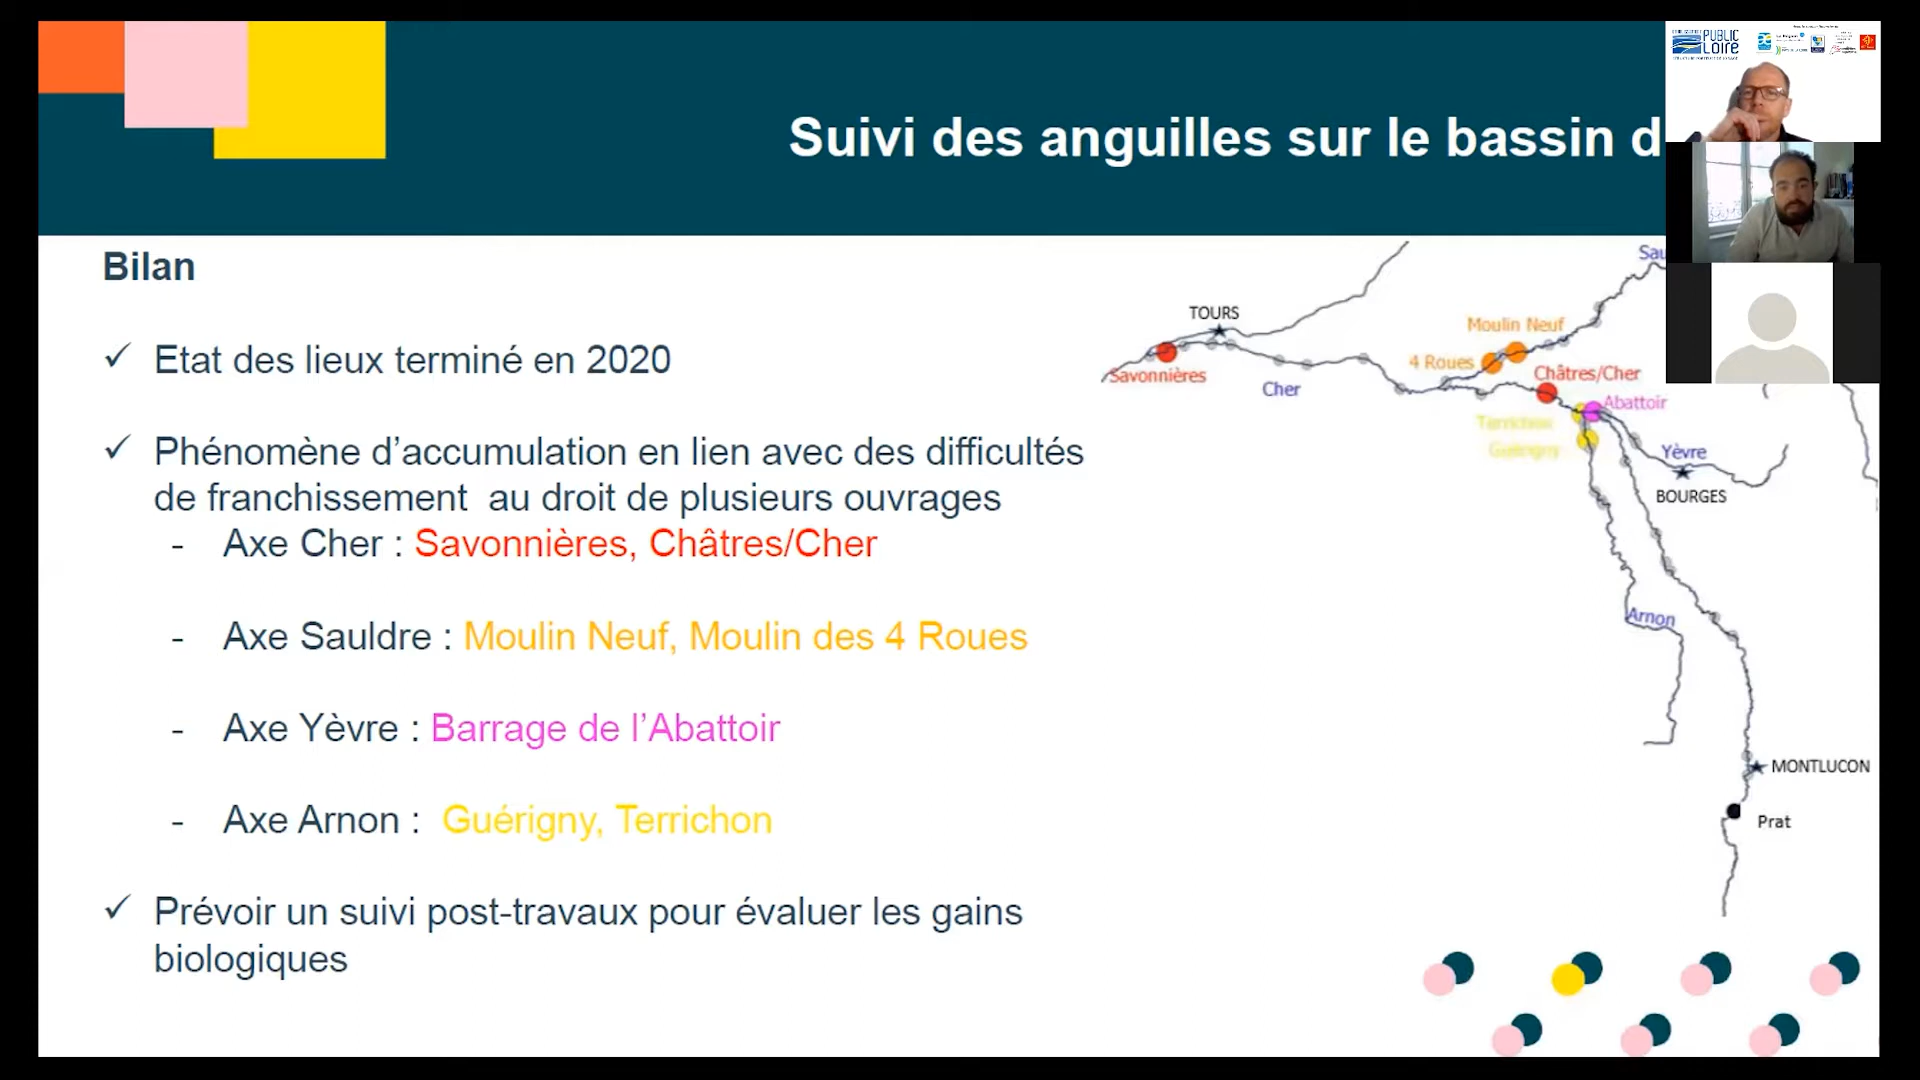 PUBLIC
LOIRE
Suivi des anguilles sur le bassin d
Bilan
✓ Etat des lieux terminé en 2020
✓ Phénomène d’accumulation en lien avec des difficultés
de franchissement au droit de plusieurs ouvrages
- Axe Cher : Savonnières, Châtres/Cher
- Axe Sauldre : Moulin Neuf, Moulin des 4 Roues
- Axe Yèvre : Barrage de l’Abattoir
- Axe Arnon : Guérigny, Terrichon
✓ Prévoir un suivi post-travaux pour évaluer les gains
biologiques
Sau
TOURS
Moulin Neuf
4 Roues
Savonnières
Cher
Châtres/Cher
Abattoir
Terrichon
Guérigny
Yèvre
BOURGES
Arnon
MONTLUCON
Prat